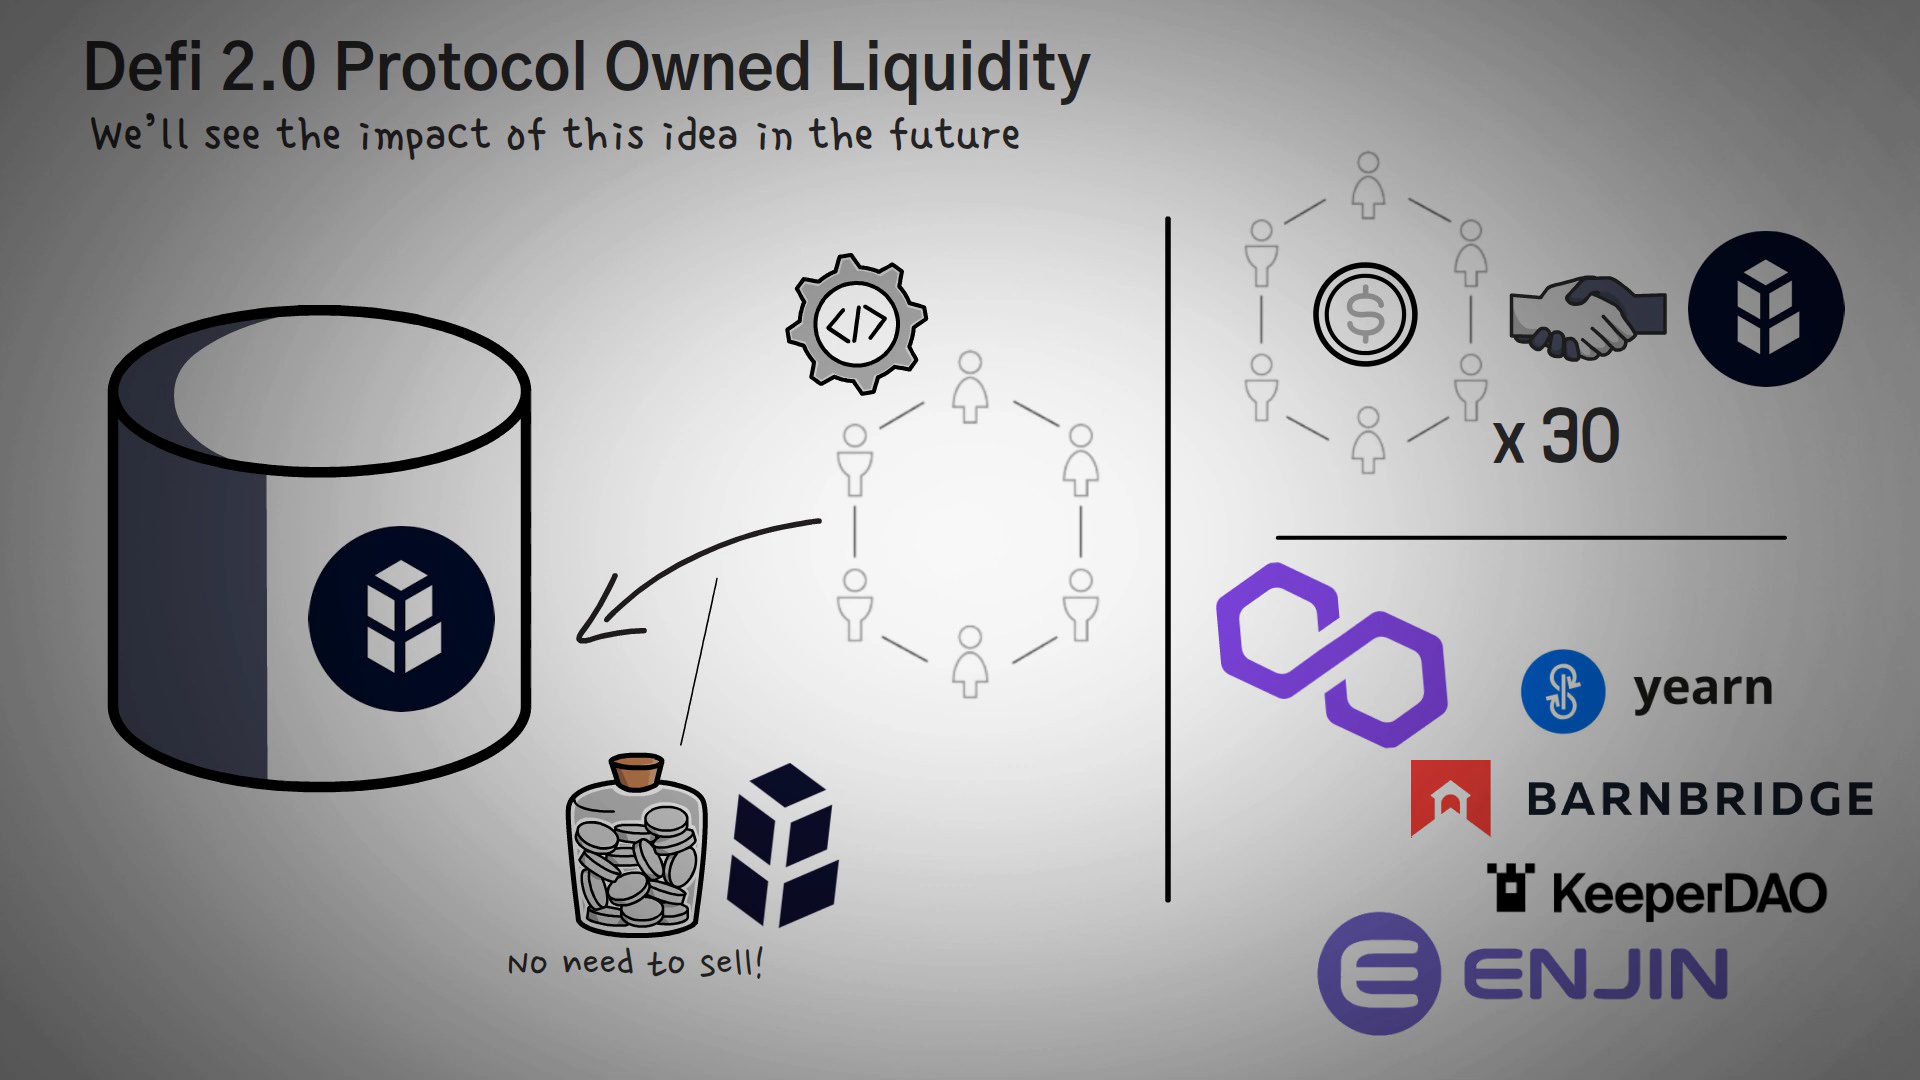 Defi 2.0 Protocol Owned Liquidity
We'll see the impact of this idea in the future
</>
$
x 30
No need to sell!
yearn
BARNBRIDGE
KeeperDAO
ENJIN